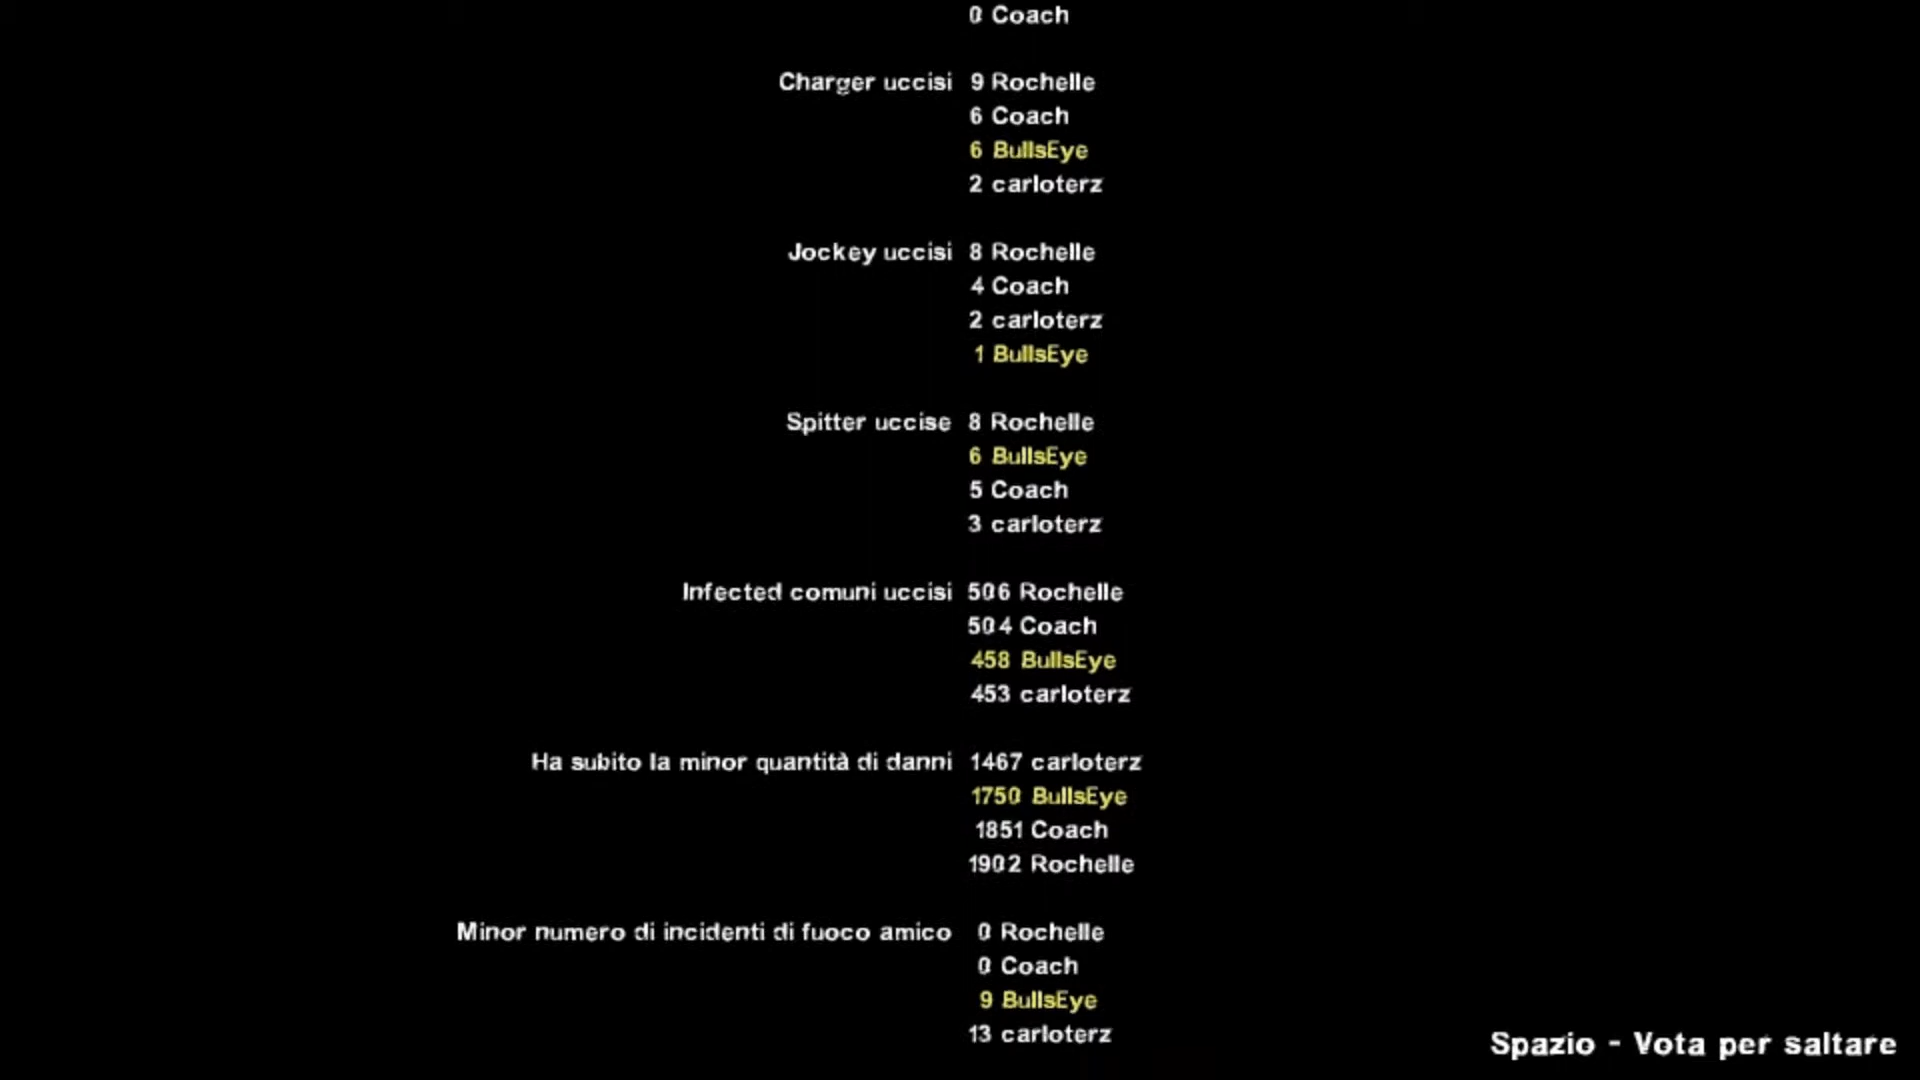 0 Coach
Charger uccisi 9 Rochelle
6 Coach
6 BullsEye
2 carloterz
Jockey uccisi 8 Rochelle
4 Coach
2 carloterz
1 BullsEye
Spitter uccise 8 Rochelle
6 BullsEye
5 Coach
3 carloterz
Infected comuni uccisi 506 Rochelle
504 Coach
458 BullsEye
453 carloterz
Ha subito la minor quantità di danni 1467 carloterz
1750 BullsEye
1851 Coach
1902 Rochelle
Minor numero di incidenti di fuoco amico 0 Rochelle
0 Coach
9 BullsEye
13 carloterz
Spazio - Vota per saltare